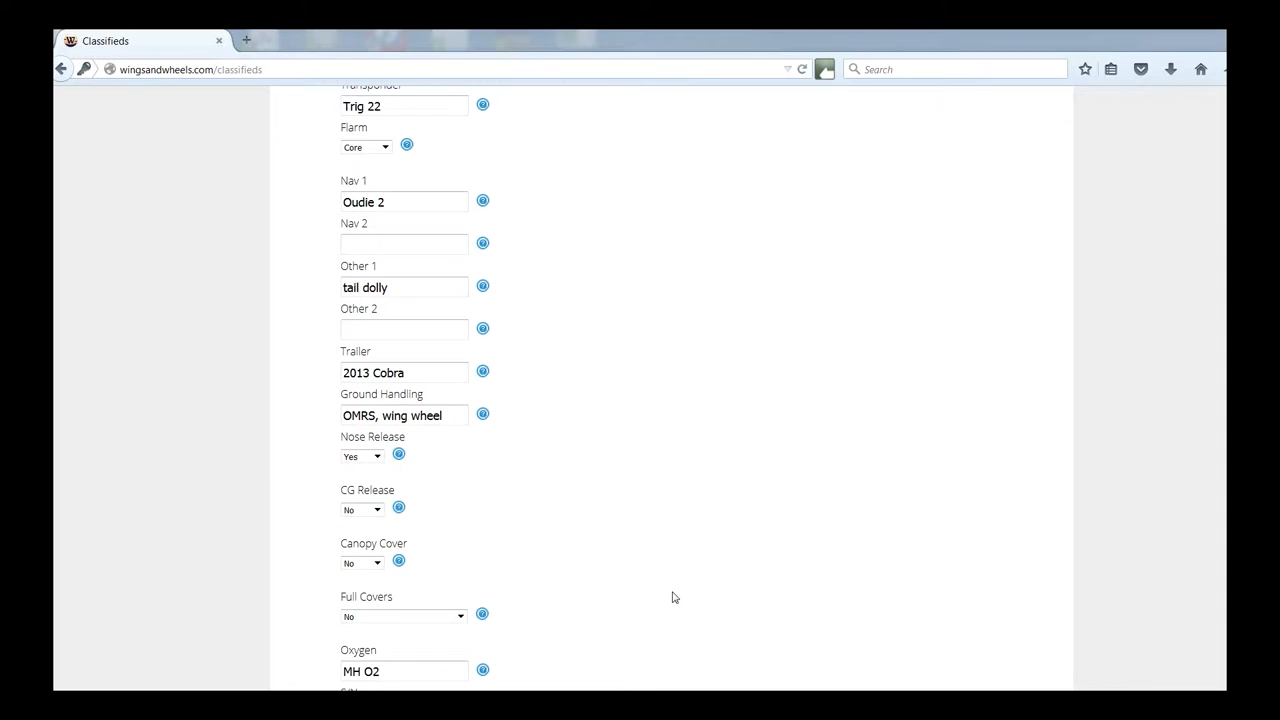 Classifieds
wingsandwheels.com/classifieds
Search
Transponder
Trig 22
Flarm
Core
Nav 1
Oudie 2
Nav 2
Other 1
tail dolly
Other 2
Trailer
2013 Cobra
Ground Handling
OMRS, wing wheel
Nose Release
Yes
CG Release
No
Canopy Cover
No
Full Covers
No
Oxygen
MH O2